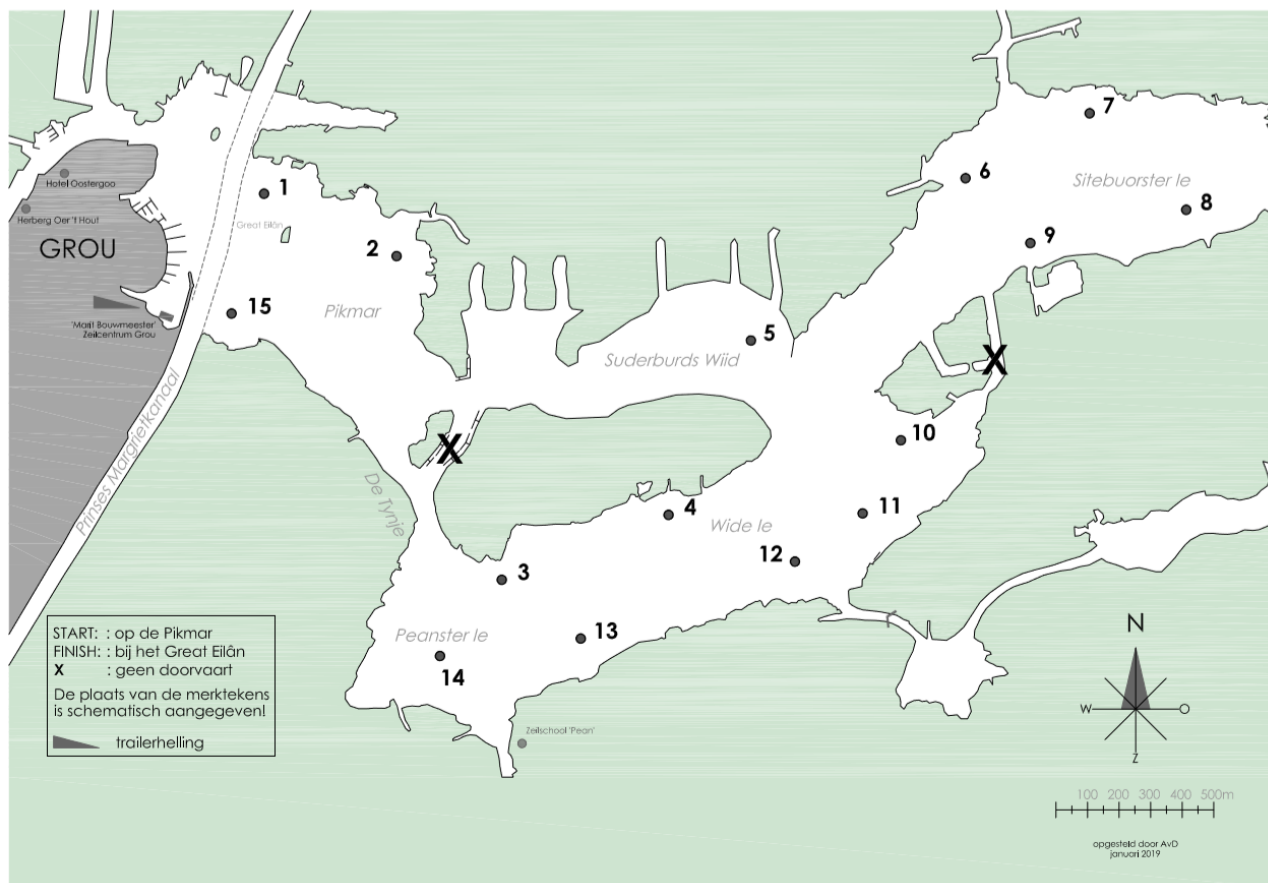 7
1
6
Hotel Oostergoo
Sitebuorster Ie
Herberg Oer 't Hout
8
Great Eilân
9
GROU
2
15
Pikmar
'Marit Bouwmeester'
Zeilcentrum Grou
5
Suderburds Wiid
X
X
10
Prinses Margrietkanaal
De Tynje
4
Wide Ie
11
12
3
START: : op de Pikmar
FINISH: : bij het Great Eilân
X : geen doorvaart
De plaats van de merktekens
is schematisch aangegeven!
trailerhelling
Peanster Ie
13
14
Zeilschool 'Pean'
N
W
O
Z
100 200 300 400 500m
opgesteld door AvD
januari 2019